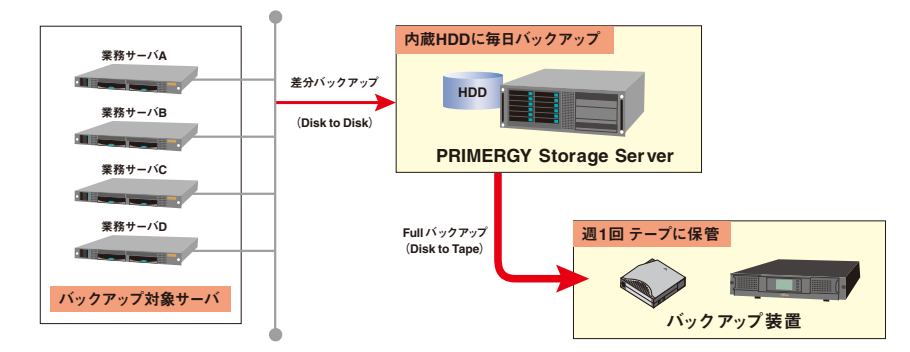 業務サーバA
業務サーバB
業務サーバC
業務サーバD
バックアップ対象サーバ
差分バックアップ
(Disk to Disk)
内蔵HDDに毎日バックアップ
HDD
PRIMERGY Storage Server
Full バックアップ
(Disk to Tape)
週1回 テープに保管
バックアップ装置